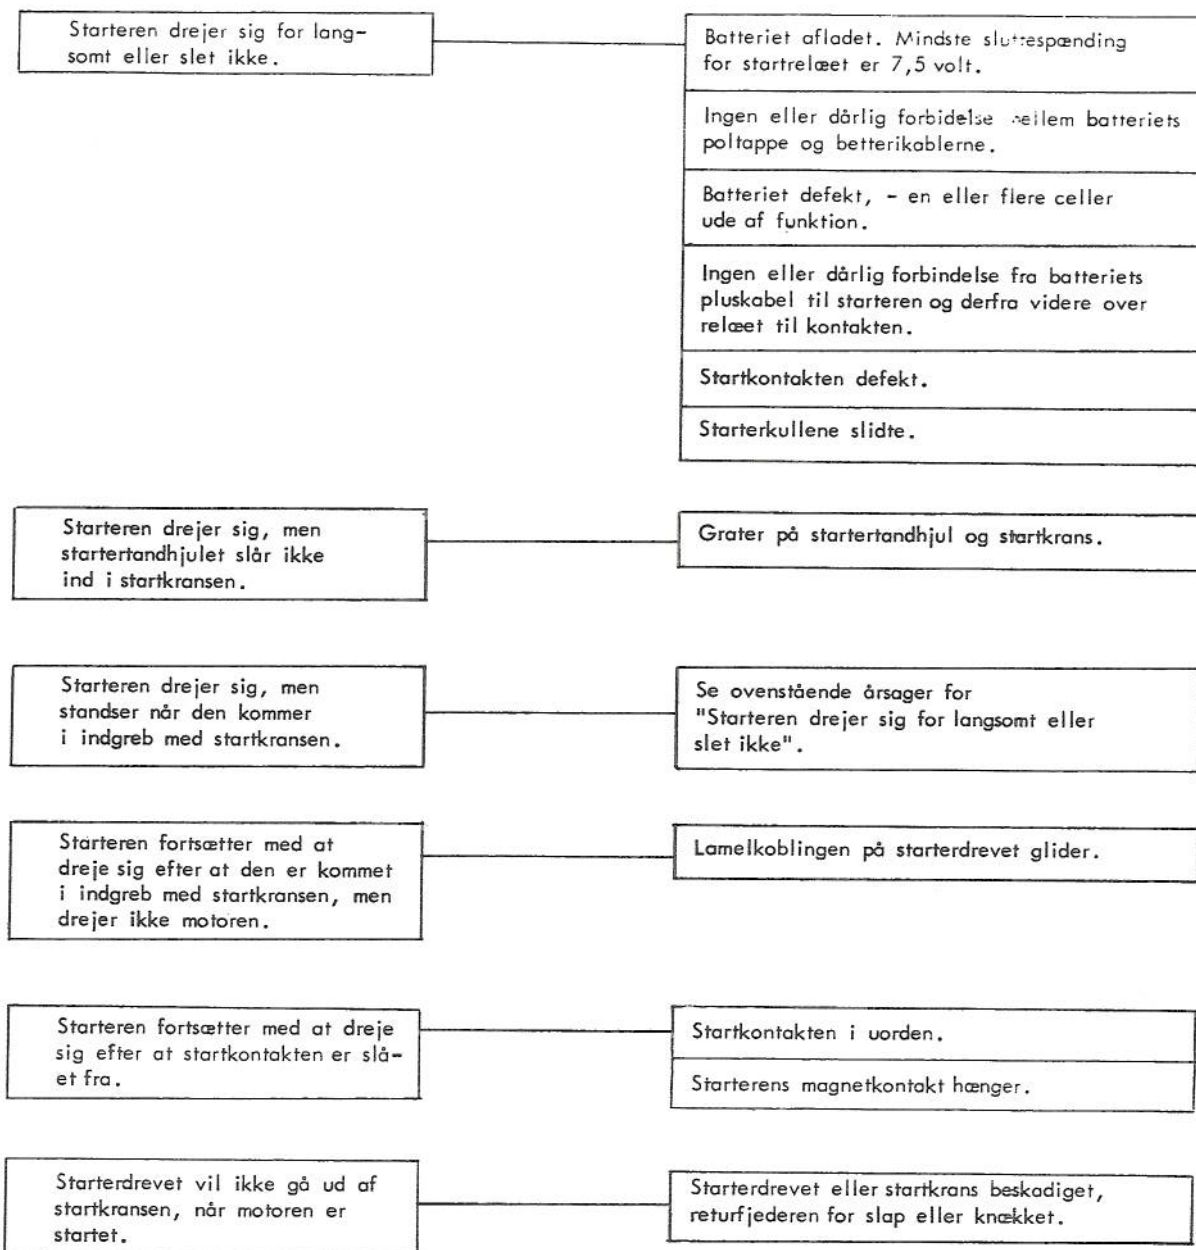 Starteren drejer sig for lang-
somt eller slet ikke.
Batteriet afladet. Mindste sluttespænding
for startrelæet er 7,5 volt.
Ingen eller dårlig forbidelse mellem batteriets
poltappe og betterikablerne.
Batteriet defekt, - en eller flere celler
ude af funktion.
Ingen eller dårlig forbindelse fra batteriets
pluskabel til starteren og derfra videre over
relæet til kontakten.
Startkontakten defekt.
Starterkullene slidte.
Starteren drejer sig, men
startertandhjulet slår ikke
ind i startkransen.
Grater på startertandhjul og startkrans.
Starteren drejer sig, men
standser når den kommer
i indgreb med startkransen.
Se ovenstående årsager for
"Starteren drejer sig for langsomt eller
slet ikke".
Starteren fortsætter med at
dreje sig efter at den er kommet
i indgreb med startkransen, men
drejer ikke motoren.
Lamelkoblingen på starterdrevet glider.
Starteren fortsætter med at dreje
sig efter at startkontakten er slå-
et fra.
Startkontakten i uorden.
Starterens magnetkontakt hænger.
Starterdrevet vil ikke gå ud af
startkransen, når motoren er
startet.
Starterdrevet eller startkrans beskadiget,
returfjederen for slap eller knækket.